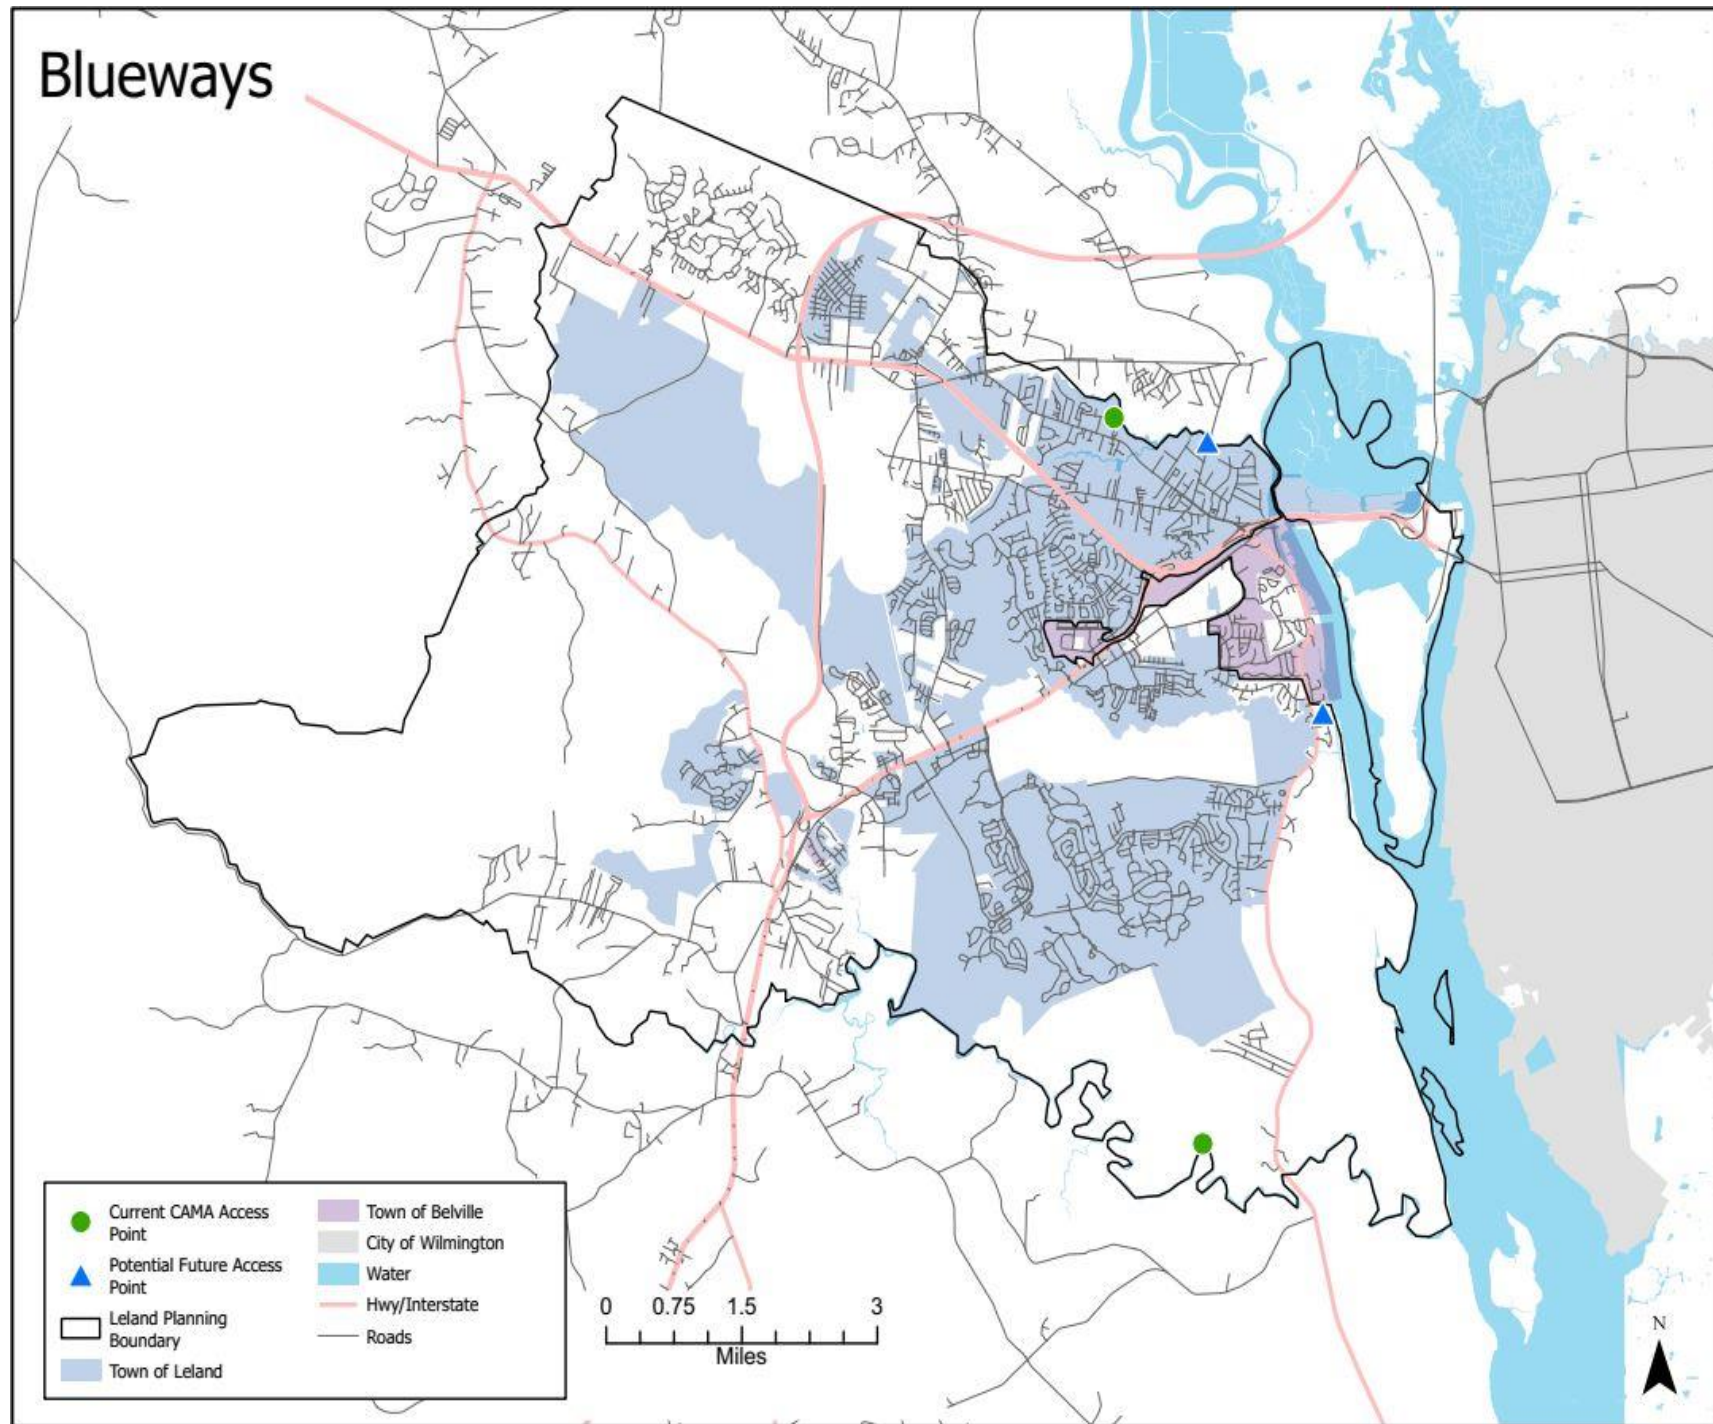 Blueways
Current CAMA Access
Point
Potential Future Access
Point
Leland Planning
Boundary
Town of Leland
Town of Belville
City of Wilmington
Water
Hwy/Interstate
Roads
0 0.75 1.5 3
Miles
N